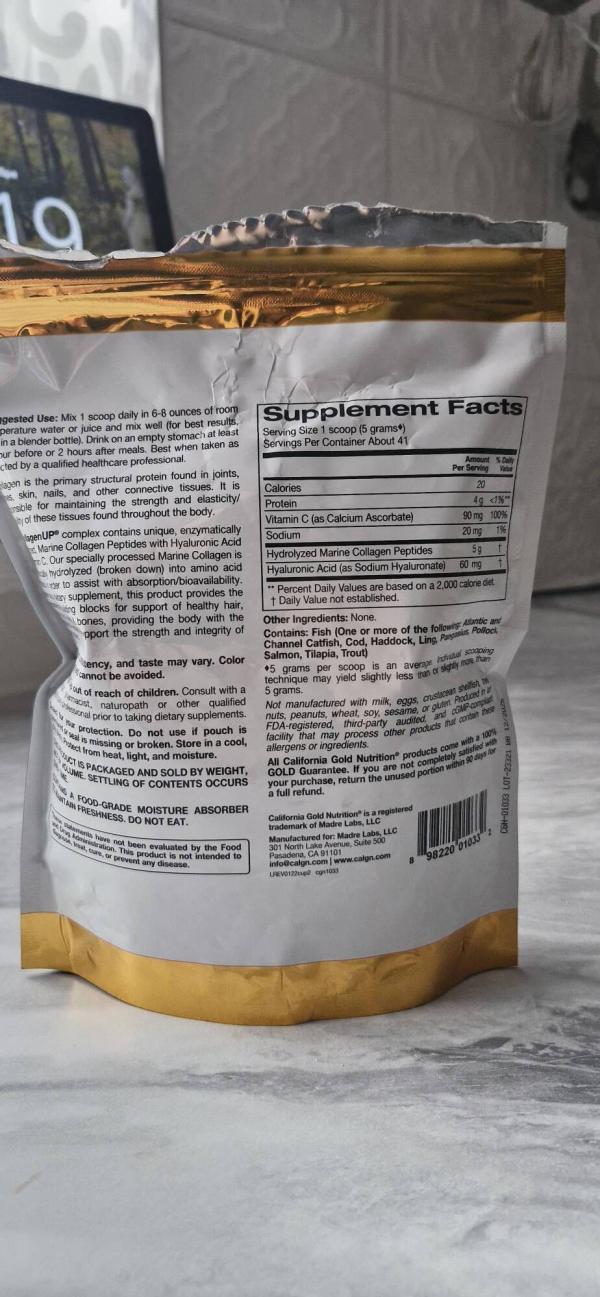 19
Use: Mix 1 scoop daily in 6-8 ounces of room
water or juice and mix well (for best results,
in a blender bottle). Drink on an empty stomach at least
before or 2 hours after meals. Best when taken as
by a qualified healthcare professional.
is the primary structural protein found in joints,
skin, nails, and other connective tissues. It is
for maintaining the strength and elasticity/
of these tissues found throughout the body.
UP® complex contains unique, enzymatically
Marine Collagen Peptides with Hyaluronic Acid
C. Our specially processed Marine Collagen is
hydrolyzed (broken down) into amino acid
to assist with absorption/bioavailability.
supplement, this product provides the
blocks for support of healthy hair,
bones, providing the body with the
support the strength and integrity of
and taste may vary. Color
cannot be avoided.
out of reach of children. Consult with a
naturopath or other qualified
prior to taking dietary supplements.
protection. Do not use if pouch is
seal is missing or broken. Store in a cool,
from heat, light, and moisture.
IS PACKAGED AND SOLD BY WEIGHT,
SETTLING OF CONTENTS OCCURS
A FOOD-GRADE MOISTURE ABSORBER
FRESHNESS. DO NOT EAT.
statements have not been evaluated by the Food
and Drug Administration. This product is not intended to
treat, cure, or prevent any disease.
Supplement Facts
Serving Size 1 scoop (5 grams♦)
Servings Per Container About 41
Amount Per Serving % Daily Value
Calories 20
Protein 4 g <1%**
Vitamin C (as Calcium Ascorbate) 90 mg 100%
Sodium 20 mg 1%
Hydrolyzed Marine Collagen Peptides 5 g †
Hyaluronic Acid (as Sodium Hyaluronate) 60 mg †
** Percent Daily Values are based on a 2,000 calorie diet.
† Daily Value not established.
Other Ingredients: None.
Contains: Fish (One or more of the following: Atlantic and
Channel Catfish, Cod, Haddock, Ling, Pangasius, Pollock,
Salmon, Tilapia, Trout)
♦5 grams per scoop is an average. Individual scooping
technique may yield slightly less than or slightly more than
5 grams.
Not manufactured with milk, eggs, crustacean shellfish, tree
nuts, peanuts, wheat, soy, sesame, or gluten. Produced in an
FDA-registered, third-party audited, and cGMP-compliant
facility that may process other products that contain these
allergens or ingredients.
All California Gold Nutrition® products come with a 100%
GOLD Guarantee. If you are not completely satisfied with
your purchase, return the unused portion within 90 days for
a full refund.
California Gold Nutrition® is a registered
trademark of Madre Labs, LLC
Manufactured for: Madre Labs, LLC
301 North Lake Avenue, Suite 500
Pasadena, CA 91101
info@calgn.com | www.calgn.com
LREV0122cup2 cgn1033
8 98220 01033 1
CGN-01033 LOT-23321 BB 12/2025